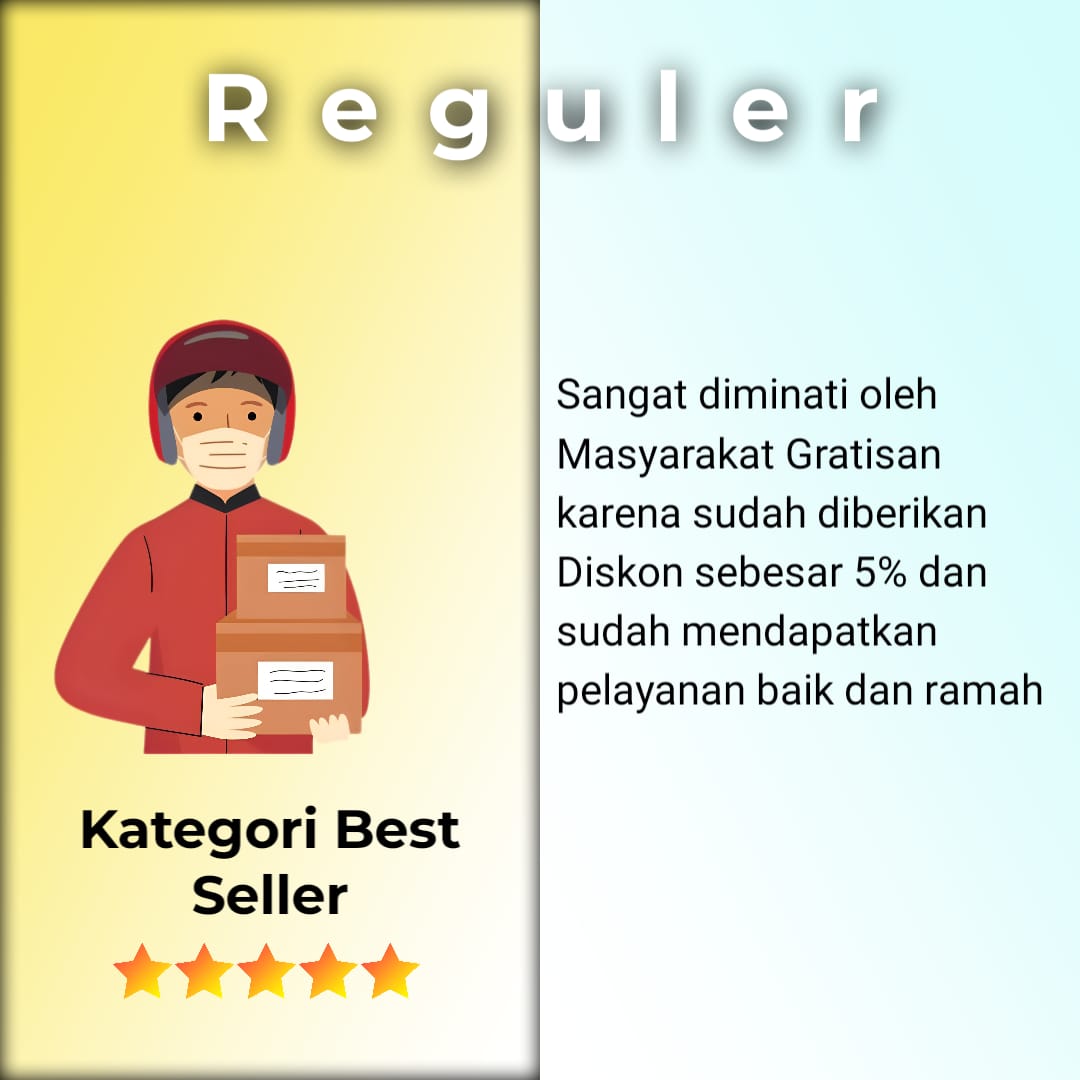 Reguler
Sangat diminati oleh
Masyarakat Gratisan
karena sudah diberikan
Diskon sebesar 5% dan
sudah mendapatkan
pelayanan baik dan ramah
Kategori Best
Seller